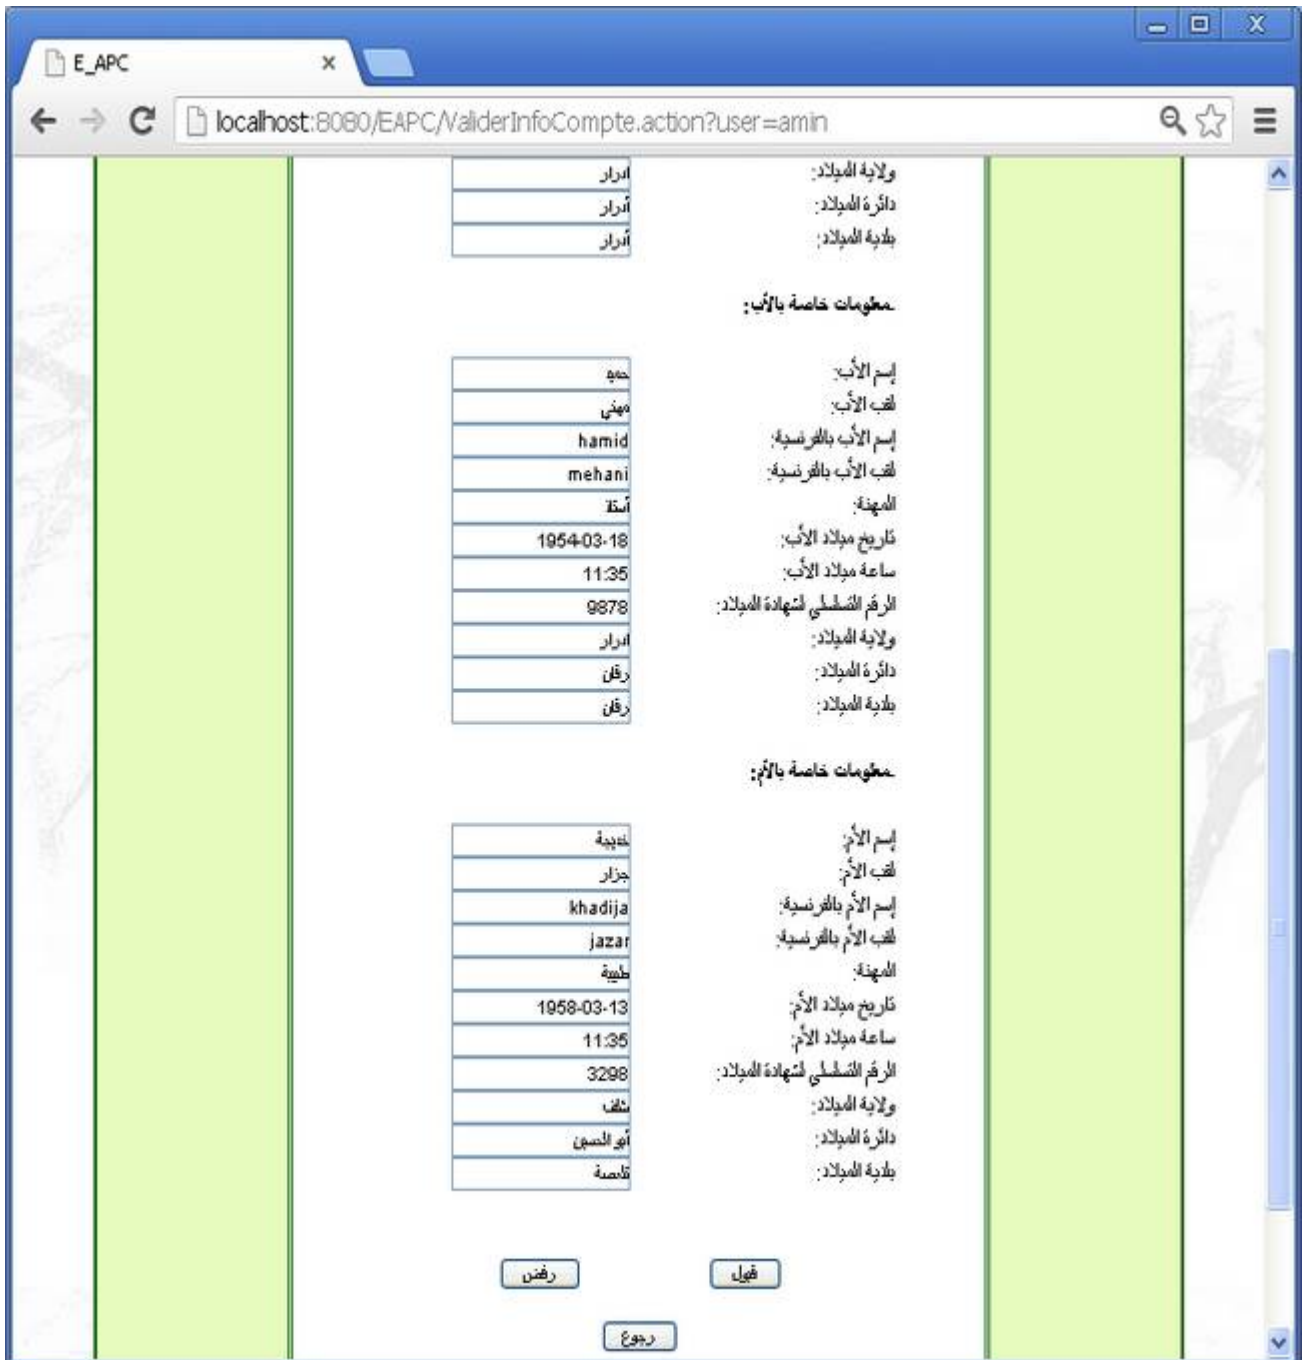 E_APC
localhost:8080/EAPC/ValiderInfoCompte.action?user=amin
ولاية الميلاد: ادرار
دائرة الميلاد: أدرار
بلدية الميلاد: أدرار
معلومات خاصة بالأب:
إسم الأب: حميد
لقب الأب: مهني
إسم الأب بالفرنسية: hamid
لقب الأب بالفرنسية: mehani
المهنة: أستاذ
تاريخ ميلاد الأب: 1954-03-18
ساعة ميلاد الأب: 11:35
الرقم التسلسلي لشهادة الميلاد: 9878
ولاية الميلاد: ادرار
دائرة الميلاد: رقان
بلدية الميلاد: رقان
معلومات خاصة بالأم:
إسم الأم: خديجة
لقب الأم: جزار
إسم الأم بالفرنسية: khadija
لقب الأم بالفرنسية: jazar
المهنة: طبيبة
تاريخ ميلاد الأم: 1958-03-13
ساعة ميلاد الأم: 11:35
الرقم التسلسلي لشهادة الميلاد: 3298
ولاية الميلاد: شلف
دائرة الميلاد: أبو الحسن
بلدية الميلاد:
قبول رفض
رجوع